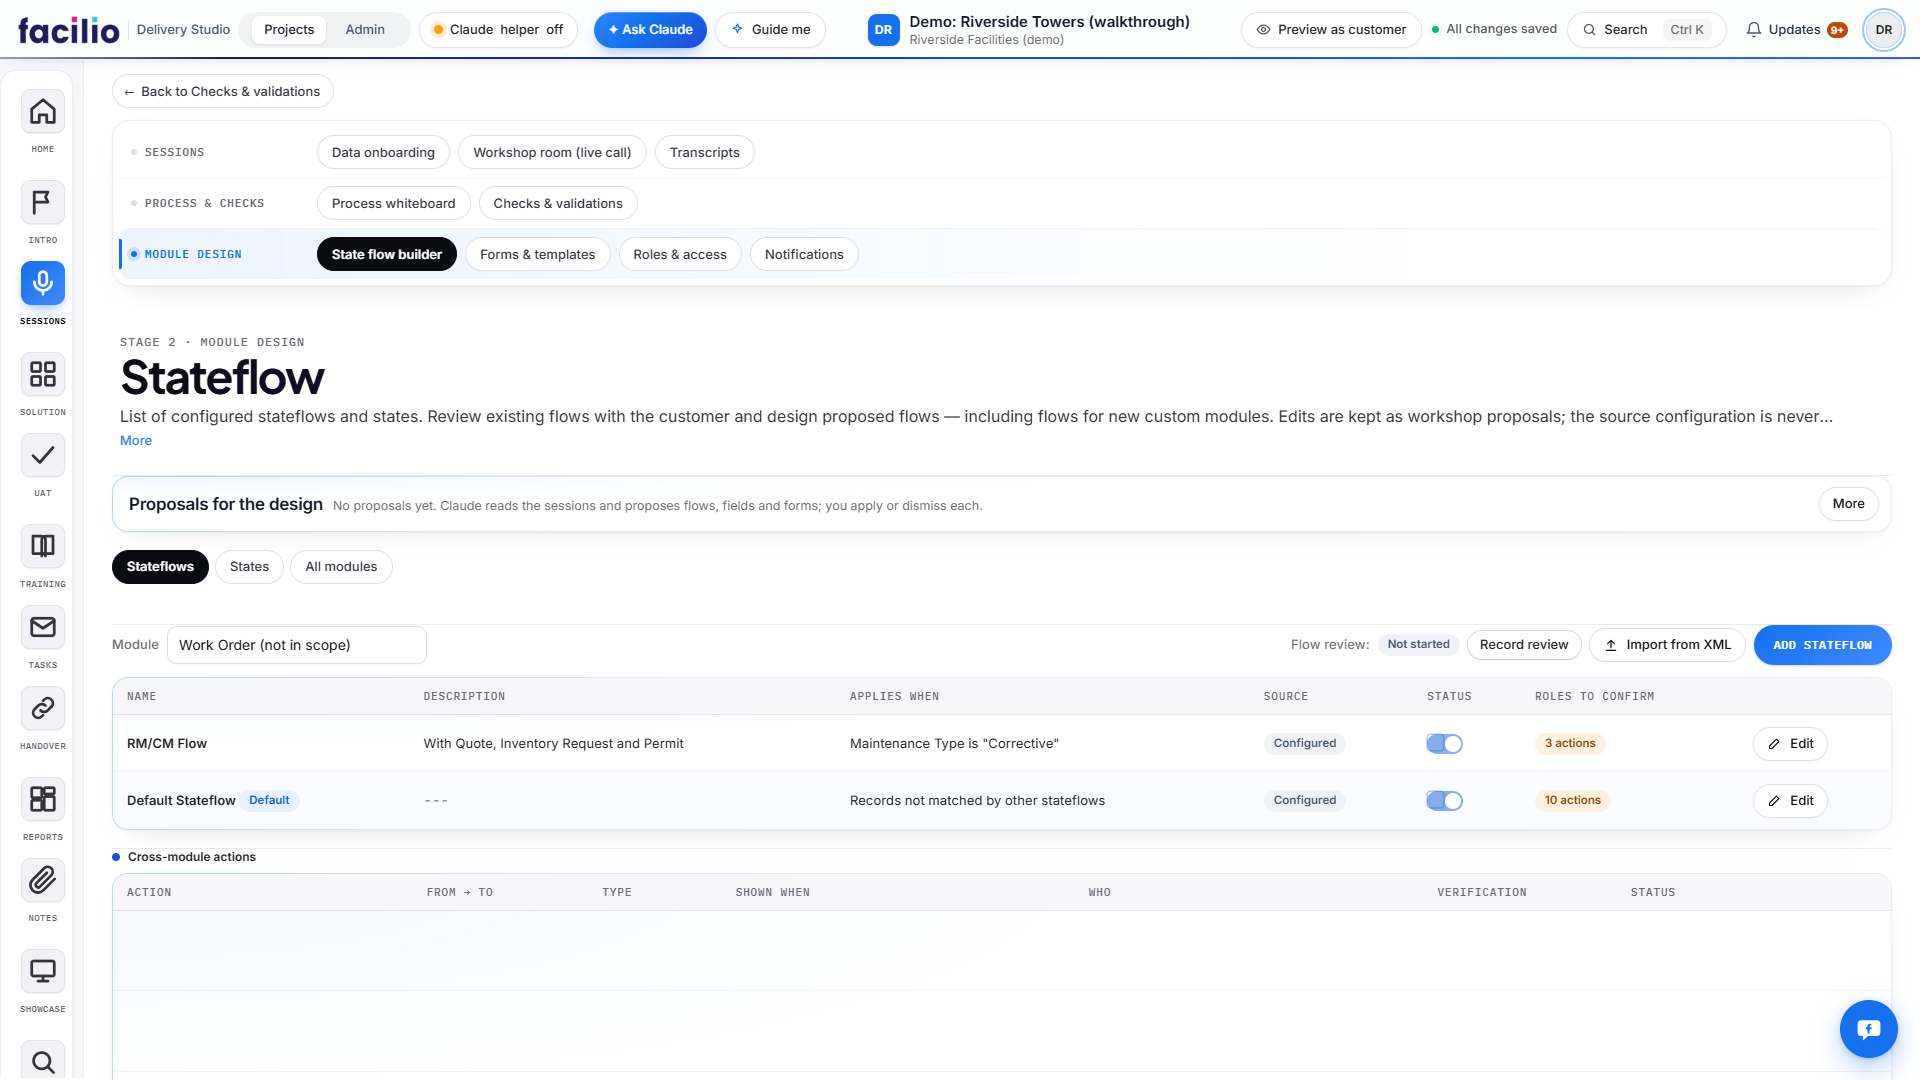 facilio
Delivery Studio
Projects
Admin
Claude helper off
✦ Ask Claude
Guide me
DR
Demo: Riverside Towers (walkthrough)
Riverside Facilities (demo)
Preview as customer
All changes saved
Search
Ctrl K
Updates
9+
DR
← Back to Checks & validations
HOME
INTRO
SESSIONS
SOLUTION
UAT
TRAINING
TASKS
HANDOVER
REPORTS
NOTES
SHOWCASE
SESSIONS
Data onboarding
Workshop room (live call)
Transcripts
PROCESS & CHECKS
Process whiteboard
Checks & validations
MODULE DESIGN
State flow builder
Forms & templates
Roles & access
Notifications
STAGE 2 · MODULE DESIGN
Stateflow
List of configured stateflows and states. Review existing flows with the customer and design proposed flows — including flows for new custom modules. Edits are kept as workshop proposals; the source configuration is never…
More
Proposals for the design
No proposals yet. Claude reads the sessions and proposes flows, fields and forms; you apply or dismiss each.
More
Stateflows
States
All modules
Module
Work Order (not in scope)
Flow review:
Not started
Record review
Import from XML
ADD STATEFLOW
NAME DESCRIPTION APPLIES WHEN SOURCE STATUS ROLES TO CONFIRM
RM/CM Flow With Quote, Inventory Request and Permit Maintenance Type is "Corrective" Configured 3 actions Edit
Default Stateflow Default --- Records not matched by other stateflows Configured 10 actions Edit
Cross-module actions
ACTION FROM → TO TYPE SHOWN WHEN WHO VERIFICATION STATUS